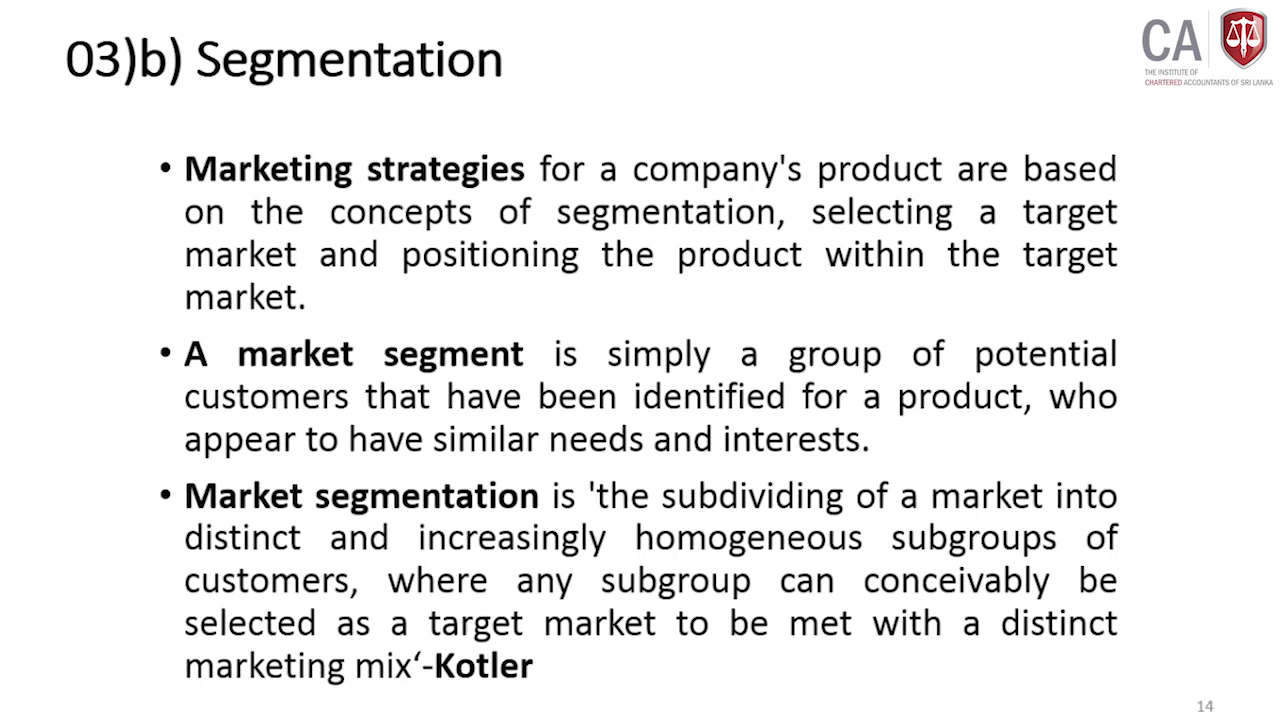 03)b) Segmentation
CA
THE INSTITUTE OF
CHARTERED ACCOUNTANTS OF SRI LANKA
• Marketing strategies for a company's product are based
on the concepts of segmentation, selecting a target
market and positioning the product within the target
market.
• A market segment is simply a group of potential
customers that have been identified for a product, who
appear to have similar needs and interests.
• Market segmentation is 'the subdividing of a market into
distinct and increasingly homogeneous subgroups of
customers, where any subgroup can conceivably be
selected as a target market to be met with a distinct
marketing mix‘-Kotler
14